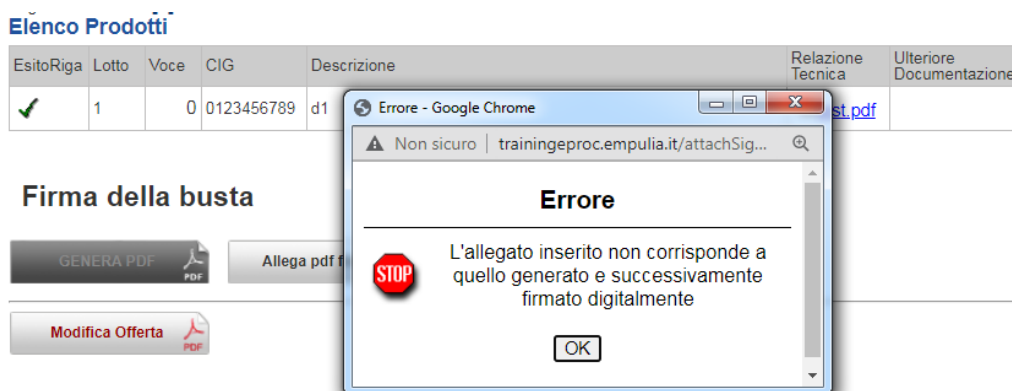 Elenco Prodotti
EsitoRiga Lotto Voce CIG Descrizione Relazione Tecnica Ulteriore Documentazione
1 0 0123456789 d1 st.pdf
Errore - Google Chrome
Non sicuro | trainingeproc.empulia.it/attachSig...
Errore
L'allegato inserito non corrisponde a
quello generato e successivamente
firmato digitalmente
STOP
OK
Firma della busta
GENERA PDF PDF
Allega pdf f
Modifica Offerta PDF